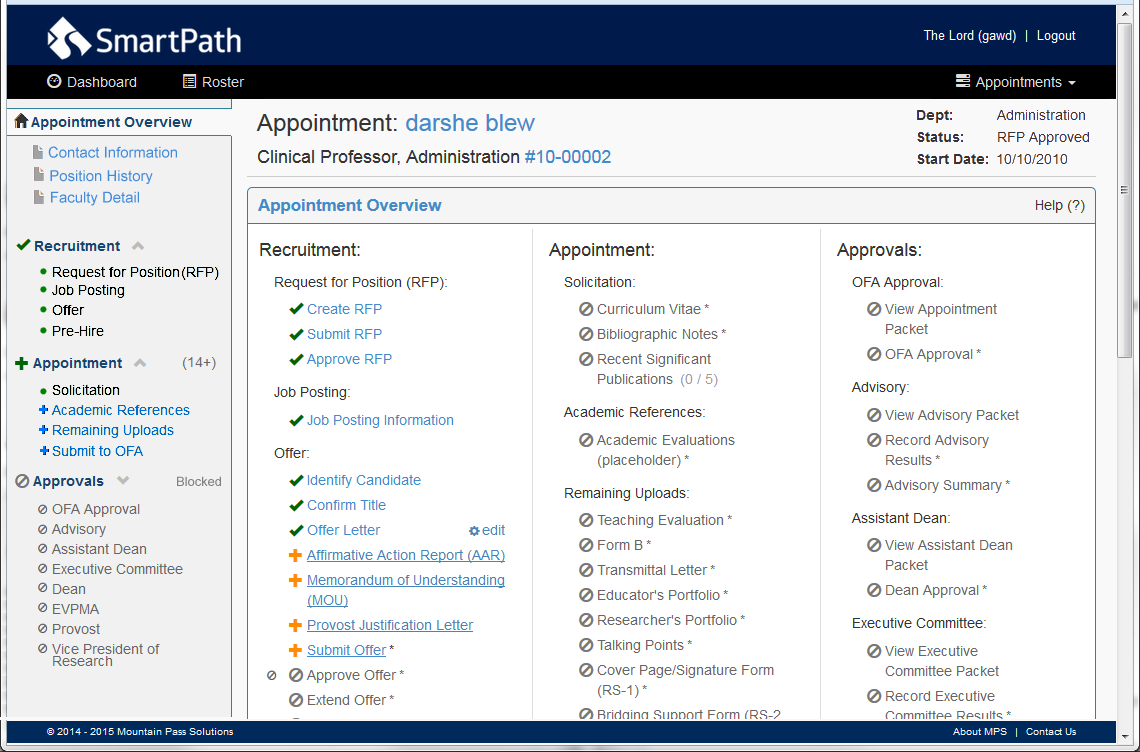 SmartPath
The Lord (gawd) | Logout
Dashboard
Roster
Appointments
Appointment Overview
Contact Information
Position History
Faculty Detail
Recruitment
Request for Position(RFP)
Job Posting
Offer
Pre-Hire
Appointment (14+)
Solicitation
Academic References
Remaining Uploads
Submit to OFA
Approvals Blocked
OFA Approval
Advisory
Assistant Dean
Executive Committee
Dean
EVPMA
Provost
Vice President of
Research
Appointment: darshe blew
Clinical Professor, Administration #10-00002
Dept: Administration
Status: RFP Approved
Start Date: 10/10/2010
Appointment Overview
Help (?)
Recruitment:
Request for Position (RFP):
Create RFP
Submit RFP
Approve RFP
Job Posting:
Job Posting Information
Offer:
Identify Candidate
Confirm Title
Offer Letter edit
Affirmative Action Report (AAR)
Memorandum of Understanding
(MOU)
Provost Justification Letter
Submit Offer *
Approve Offer *
Extend Offer *
Appointment:
Solicitation:
Curriculum Vitae *
Bibliographic Notes *
Recent Significant
Publications (0 / 5)
Academic References:
Academic Evaluations
(placeholder) *
Remaining Uploads:
Teaching Evaluation *
Form B *
Transmittal Letter *
Educator's Portfolio *
Researcher's Portfolio *
Talking Points *
Cover Page/Signature Form
(RS-1) *
Bridging Support Form (RS-2
Approvals:
OFA Approval:
View Appointment
Packet
OFA Approval *
Advisory:
View Advisory Packet
Record Advisory
Results *
Advisory Summary *
Assistant Dean:
View Assistant Dean
Packet
Dean Approval *
Executive Committee:
View Executive
Committee Packet
Record Executive
Committee Results *
© 2014 - 2015 Mountain Pass Solutions
About MPS | Contact Us